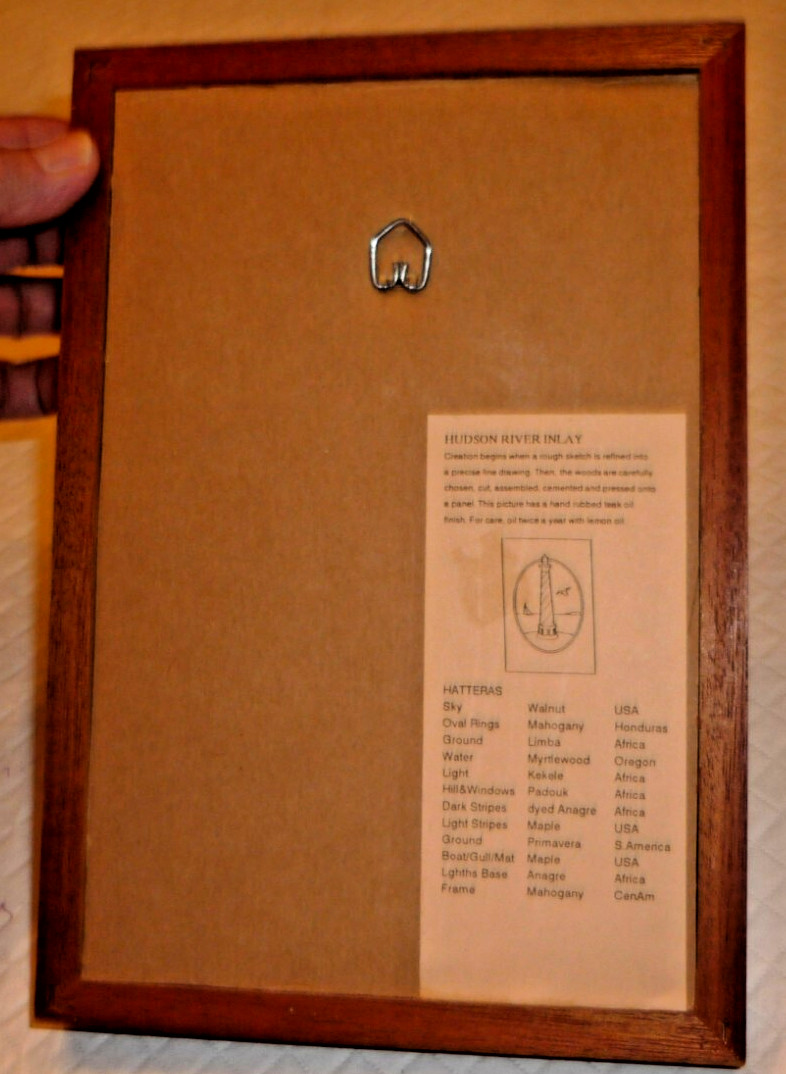 HUDSON RIVER INLAY
Creation begins when a rough sketch is refined into
a precise line drawing. Then, the woods are carefully
chosen, cut, assembled, cemented and pressed onto
a panel. This picture has a hand rubbed teak oil
finish. For care, oil twice a year with lemon oil.
HATTERAS
Sky Walnut USA
Oval Rings Mahogany Honduras
Ground Limba Africa
Water Myrtlewood Oregon
Light Kekele Africa
Hill&Windows Padouk Africa
Dark Stripes dyed Anagre Africa
Light Stripes Maple USA
Ground Primavera S.America
Boat/Gull/Mat Maple USA
Lghths Base Anagre Africa
Frame Mahogany CenAm